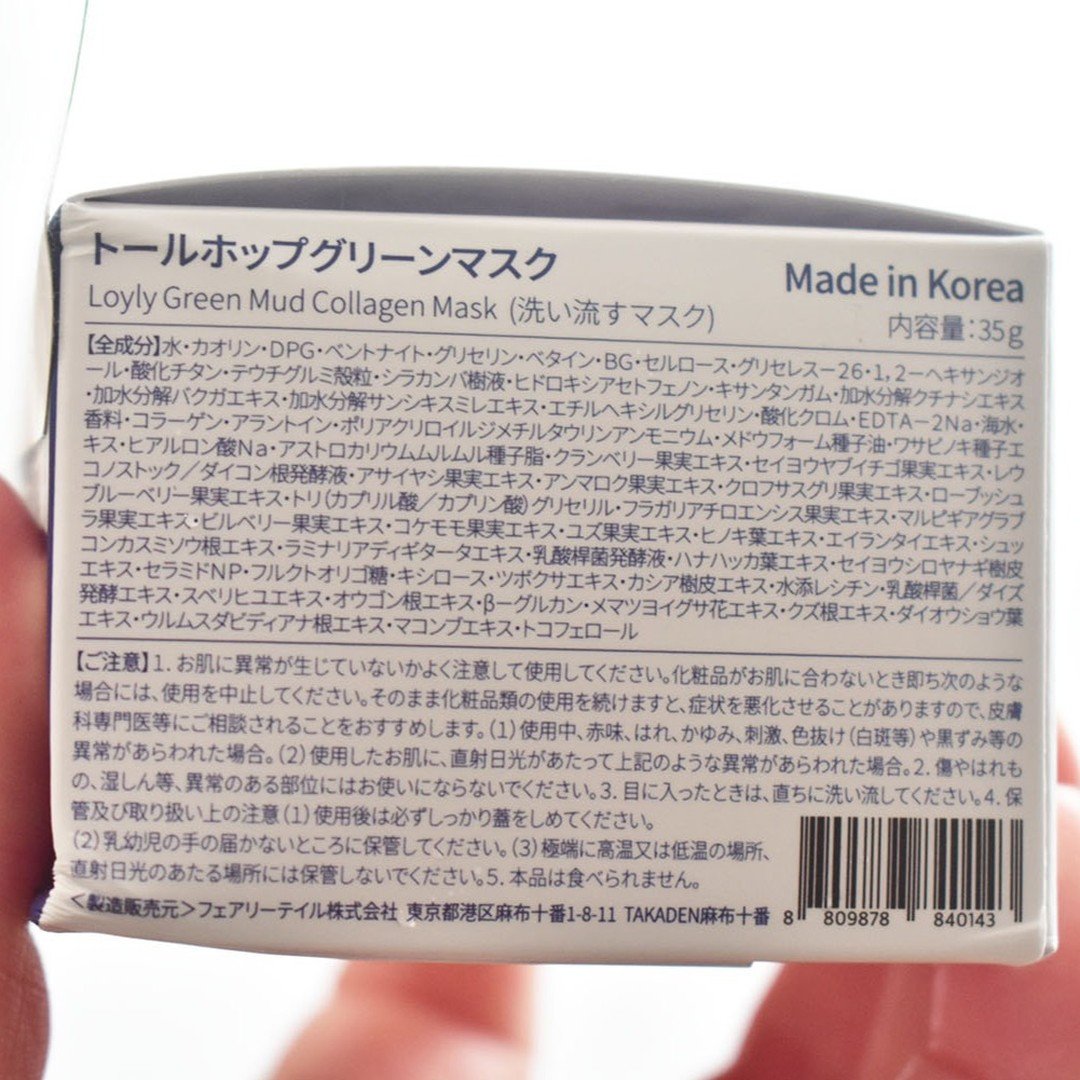 トールホップグリーンマスク
Loyly Green Mud Collagen Mask (洗い流すマスク)
Made in Korea
内容量：35g
【全成分】水・カオリン・DPG・ベントナイト・グリセリン・ベタイン・BG・セルロース・グリセレス－26・1，2－ヘキサンジオ
ール・酸化チタン・テウチグルミ殻粒・シラカンバ樹液・ヒドロキシアセトフェノン・キサンタンガム・加水分解クチナシエキス
・加水分解バクガエキス・加水分解サンシキスミレエキス・エチルヘキシルグリセリン・酸化クロム・EDTA－2Na・海水・
香料・コラーゲン・アラントイン・ポリアクリロイルジメチルタウリンアンモニウム・メドウフォーム種子油・ワサビノキ種子エ
キス・ヒアルロン酸Na・アストロカリウムムルムル種子脂・クランベリー果実エキス・セイヨウヤブイチゴ果実エキス・レウ
コノストック／ダイコン根発酵液・アサイヤシ果実エキス・アンマロク果実エキス・クロフサスグリ果実エキス・ローブッシュ
ブルーベリー果実エキス・トリ（カプリル酸／カプリン酸）グリセリル・フラガリアチロエンシス果実エキス・マルピギアグラブ
ラ果実エキス・ビルベリー果実エキス・コケモモ果実エキス・ユズ果実エキス・ヒノキ葉エキス・エイランタイエキス・シュッ
コンカスミソウ根エキス・ラミナリアディギタータエキス・乳酸桿菌発酵液・ハナハッカ葉エキス・セイヨウシロヤナギ樹皮
エキス・セラミドNP・フルクトオリゴ糖・キシロース・ツボクサエキス・カシア樹皮エキス・水添レシチン・乳酸桿菌／ダイズ
発酵エキス・スベリヒユエキス・オウゴン根エキス・βーグルカン・メマツヨイグサ花エキス・クズ根エキス・ダイオウショウ葉
エキス・ウルムスダビディアナ根エキス・マコンブエキス・トコフェロール
【ご注意】1. お肌に異常が生じていないかよく注意して使用してください。化粧品がお肌に合わないとき即ち次のような
場合には、使用を中止してください。そのまま化粧品類の使用を続けますと、症状を悪化させることがありますので、皮膚
科専門医等にご相談されることをおすすめします。（1）使用中、赤味、はれ、かゆみ、刺激、色抜け（白斑等）や黒ずみ等の
異常があらわれた場合。（2）使用したお肌に、直射日光があたって上記のような異常があらわれた場合。2. 傷やはれも
の、湿しん等、異常のある部位にはお使いにならないでください。3. 目に入ったときは、直ちに洗い流してください。4. 保
管及び取り扱い上の注意（1）使用後は必ずしっかり蓋をしめてください。
（2）乳幼児の手の届かないところに保管してください。（3）極端に高温又は低温の場所、
直射日光のあたる場所には保管しないでください。5. 本品は食べられません。
＜製造販売元＞フェアリーテイル株式会社 東京都港区麻布十番1-8-11 TAKADEN麻布十番
8 809878 840143